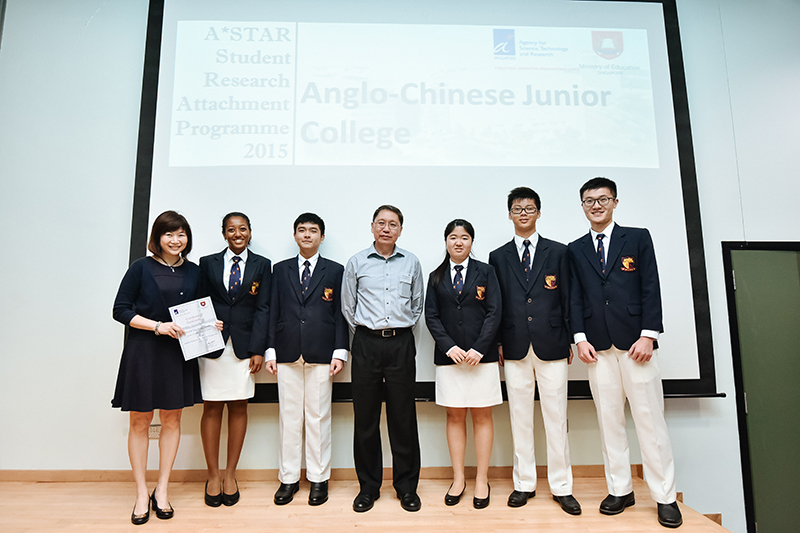 A*STAR
Student
Research
Attachment
Programme
2015
Anglo-Chinese Junior
College
Agency for
Science, Technology
and Research
Ministry of Education